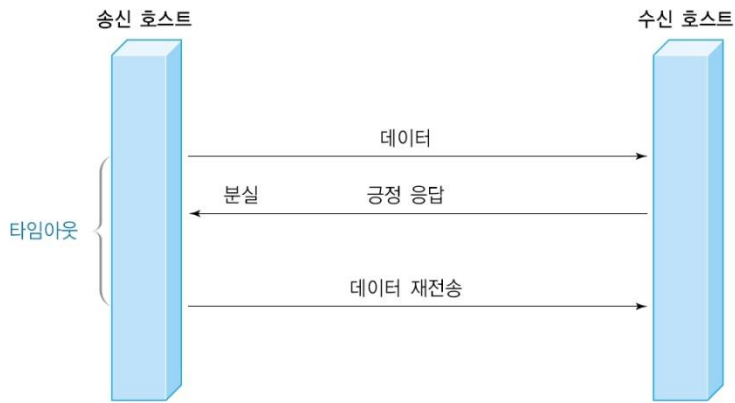 송신 호스트
수신 호스트
데이터
분실 긍정 응답
타임아웃
데이터 재전송